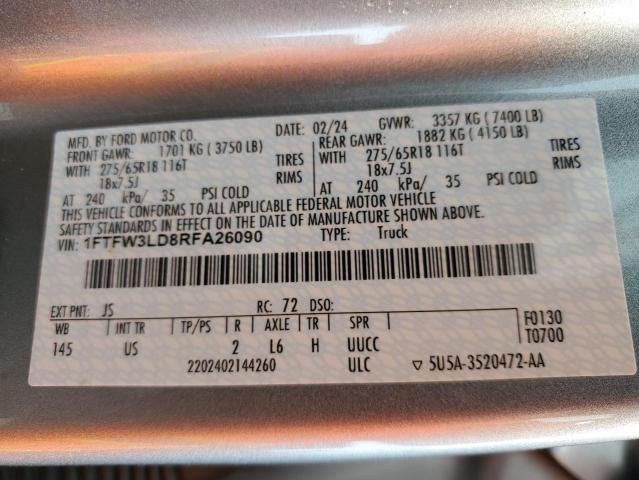 MFD. BY FORD MOTOR CO.
DATE: 02/24 GVWR: 3357 KG ( 7400 LB)
FRONT GAWR: 1701 KG ( 3750 LB) REAR GAWR: 1882 KG ( 4150 LB)
WITH 275/65R18 116T TIRES WITH 275/65R18 116T TIRES
18x7.5J RIMS 18x7.5J RIMS
AT 240 kPa/ 35 PSI COLD AT 240 kPa/ 35 PSI COLD
THIS VEHICLE CONFORMS TO ALL APPLICABLE FEDERAL MOTOR VEHICLE
SAFETY STANDARDS IN EFFECT ON THE DATE OF MANUFACTURE SHOWN ABOVE.
VIN: 1FTFW3LD8RFA26090 TYPE: Truck
EXT PNT: JS RC: 72 DSO:
WB INT TR TP/PS R AXLE TR SPR F0130
145 US 2 L6 H UUCC T0700
2202402144260 ULC ▽ 5U5A-3520472-AA